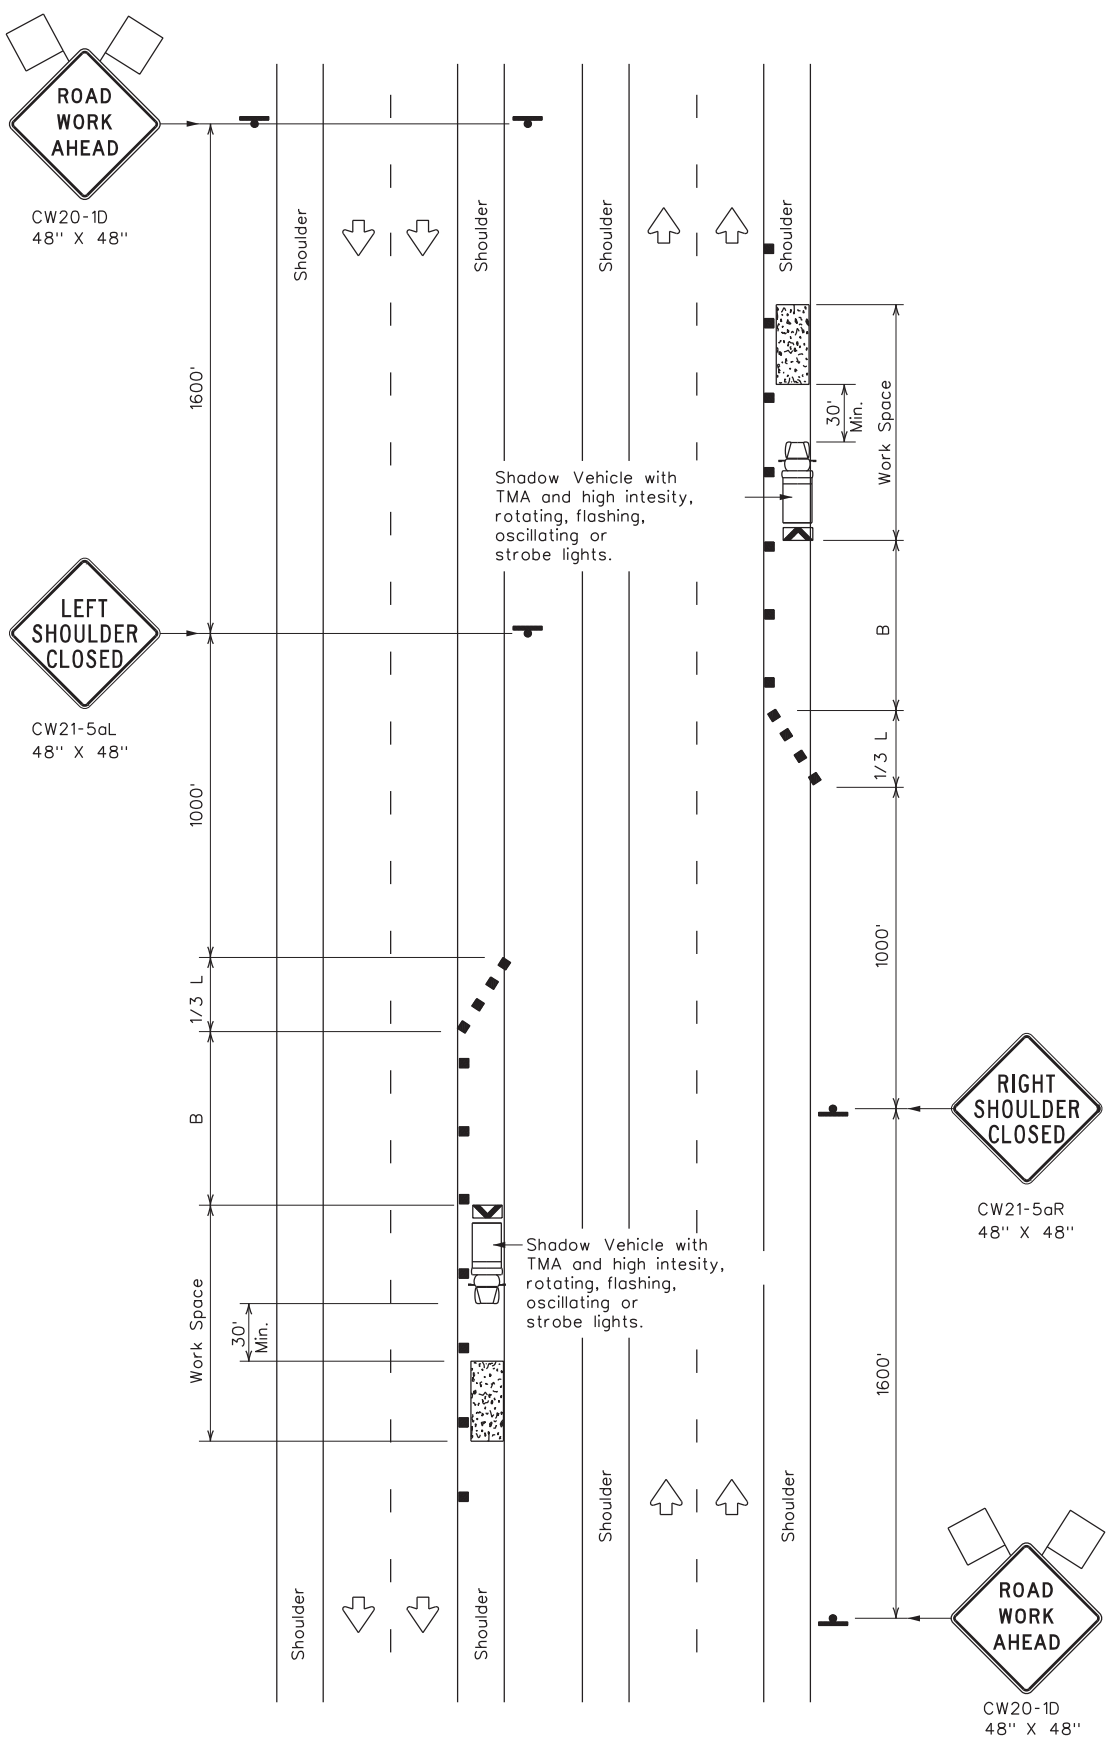 ROAD
WORK
AHEAD
CW20-1D
48" X 48"
Shoulder
Shoulder
Shoulder
Shoulder
1600'
30'
Min.
Work Space
Shadow Vehicle with
TMA and high intesity,
rotating, flashing,
oscillating or
strobe lights.
LEFT
SHOULDER
CLOSED
CW21-5aL
48" X 48"
B
1/3 L
1000'
1000'
1/3 L
B
RIGHT
SHOULDER
CLOSED
CW21-5aR
48" X 48"
Shadow Vehicle with
TMA and high intesity,
rotating, flashing,
oscillating or
strobe lights.
Work Space
30'
Min.
1600'
Shoulder
Shoulder
Shoulder
Shoulder
ROAD
WORK
AHEAD
CW20-1D
48" X 48"